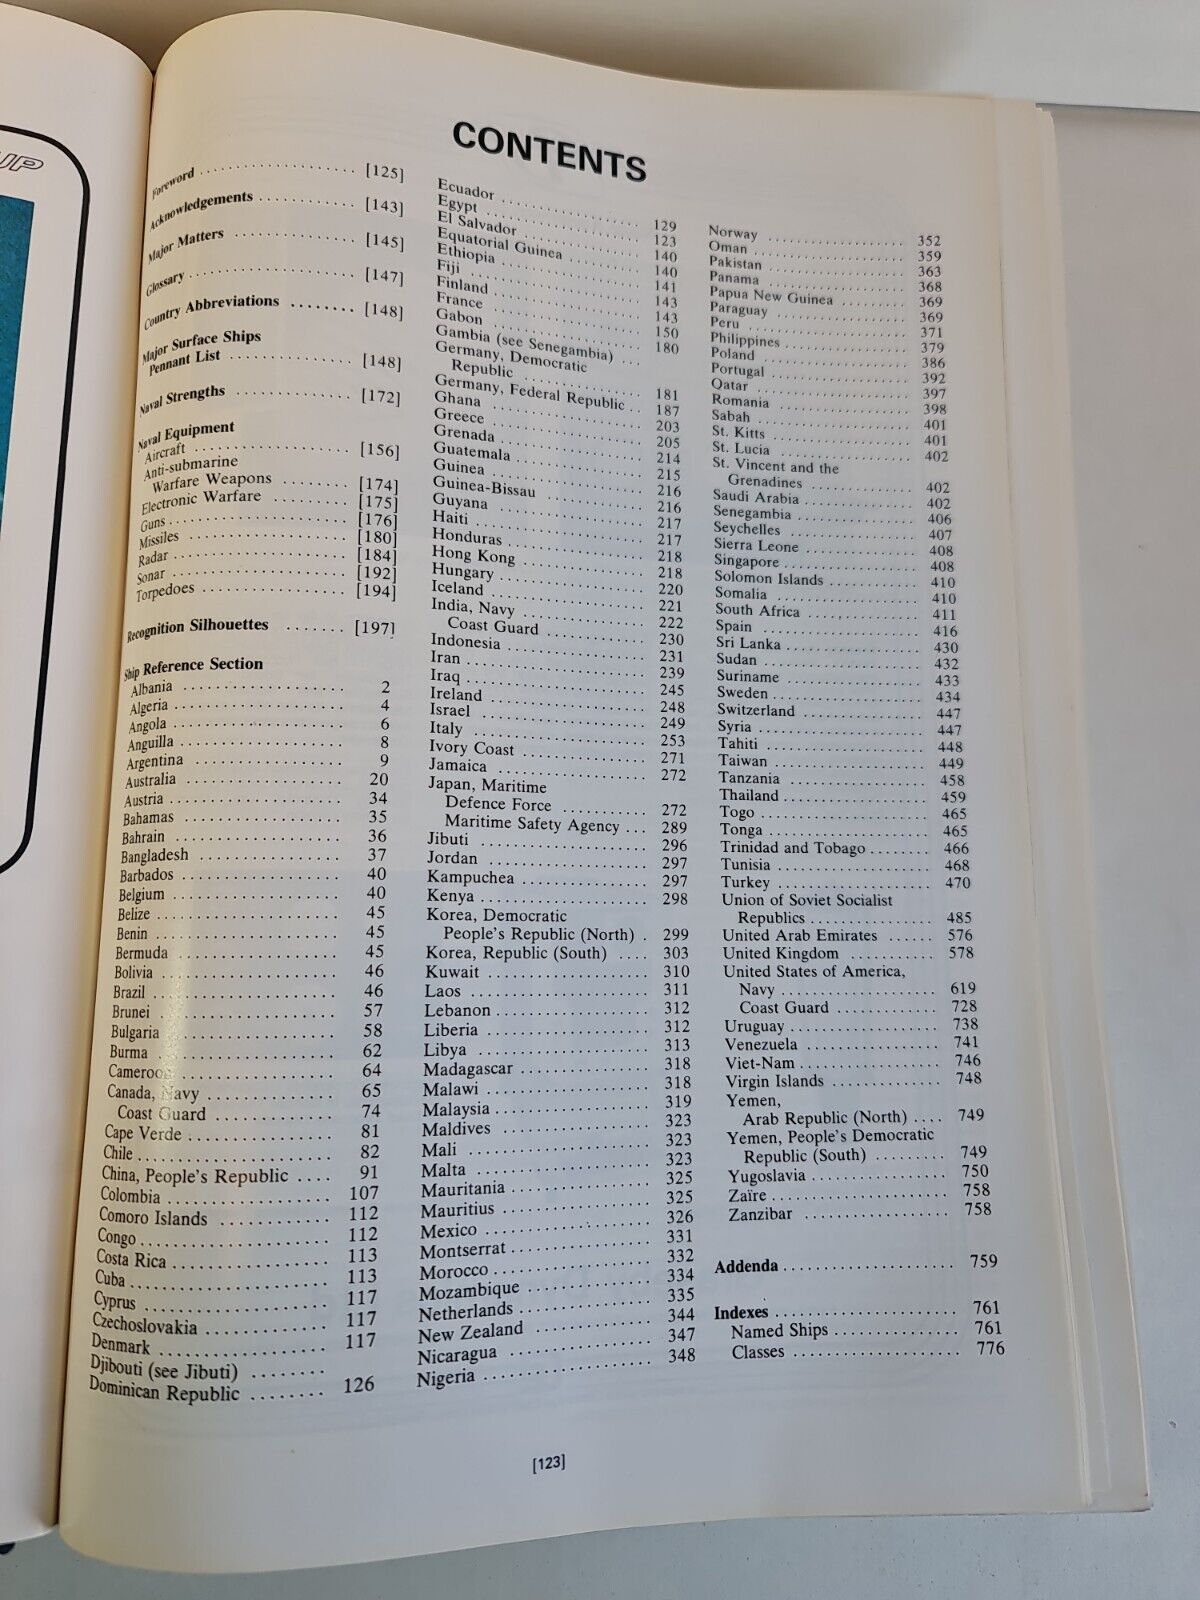 UP
CONTENTS
Foreword .... [125]
Acknowledgements .... [143]
Major Matters .... [145]
Glossary .... [147]
Country Abbreviations .... [148]
Major Surface Ships
Pennant List .... [148]
Naval Strengths .... [172]
Naval Equipment
Aircraft .... [156]
Anti-submarine
Warfare Weapons .... [174]
Electronic Warfare .... [175]
Guns .... [176]
Missiles .... [180]
Radar .... [184]
Sonar .... [192]
Torpedoes .... [194]
Recognition Silhouettes .... [197]
Ship Reference Section
Albania .... 2
Algeria .... 4
Angola .... 6
Anguilla .... 8
Argentina .... 9
Australia .... 20
Austria .... 34
Bahamas .... 35
Bahrain .... 36
Bangladesh .... 37
Barbados .... 40
Belgium .... 40
Belize .... 45
Benin .... 45
Bermuda .... 45
Bolivia .... 46
Brazil .... 46
Brunei .... 57
Bulgaria .... 58
Burma .... 62
Cameroon .... 64
Canada, Navy .... 65
Coast Guard .... 74
Cape Verde .... 81
Chile .... 82
China, People's Republic .... 91
Colombia .... 107
Comoro Islands .... 112
Congo .... 112
Costa Rica .... 113
Cuba .... 113
Cyprus .... 117
Czechoslovakia .... 117
Denmark .... 117
Djibouti (see Jibuti) ....
Dominican Republic .... 126
Ecuador .... 129
Egypt .... 123
El Salvador .... 140
Equatorial Guinea .... 140
Ethiopia .... 141
Fiji .... 143
Finland .... 143
France .... 150
Gabon .... 180
Gambia (see Senegambia) ...
Germany, Democratic
Republic .... 181
Germany, Federal Republic .. 187
Ghana .... 203
Greece .... 205
Grenada .... 214
Guatemala .... 215
Guinea .... 216
Guinea-Bissau .... 216
Guyana .... 217
Haiti .... 217
Honduras .... 218
Hong Kong .... 218
Hungary .... 220
Iceland .... 221
India, Navy .... 222
Coast Guard .... 230
Indonesia .... 231
Iran .... 239
Iraq .... 245
Ireland .... 248
Israel .... 249
Italy .... 253
Ivory Coast .... 271
Jamaica .... 272
Japan, Maritime
Defence Force .... 272
Maritime Safety Agency ... 289
Jibuti .... 296
Jordan .... 297
Kampuchea .... 297
Kenya .... 298
Korea, Democratic
People's Republic (North) . 299
Korea, Republic (South) .... 303
Kuwait .... 310
Laos .... 311
Lebanon .... 312
Liberia .... 312
Libya .... 313
Madagascar .... 318
Malawi .... 318
Malaysia .... 319
Maldives .... 323
Mali .... 323
Malta .... 323
Mauritania .... 325
Mauritius .... 325
Mexico .... 326
Montserrat .... 331
Morocco .... 332
Mozambique .... 334
Netherlands .... 335
New Zealand .... 344
Nicaragua .... 347
Nigeria .... 348
Norway .... 352
Oman .... 359
Pakistan .... 363
Panama .... 368
Papua New Guinea .... 369
Paraguay .... 369
Peru .... 371
Philippines .... 379
Poland .... 386
Portugal .... 392
Qatar .... 397
Romania .... 398
Sabah .... 401
St. Kitts .... 401
St. Lucia .... 402
St. Vincent and the
Grenadines .... 402
Saudi Arabia .... 402
Senegambia .... 406
Seychelles .... 407
Sierra Leone .... 408
Singapore .... 408
Solomon Islands .... 410
Somalia .... 410
South Africa .... 411
Spain .... 416
Sri Lanka .... 430
Sudan .... 432
Suriname .... 433
Sweden .... 434
Switzerland .... 447
Syria .... 447
Tahiti .... 448
Taiwan .... 449
Tanzania .... 458
Thailand .... 459
Togo .... 465
Tonga .... 465
Trinidad and Tobago .... 466
Tunisia .... 468
Turkey .... 470
Union of Soviet Socialist
Republics .... 485
United Arab Emirates .... 576
United Kingdom .... 578
United States of America,
Navy .... 619
Coast Guard .... 728
Uruguay .... 738
Venezuela .... 741
Viet-Nam .... 746
Virgin Islands .... 748
Yemen,
Arab Republic (North) .... 749
Yemen, People's Democratic
Republic (South) .... 749
Yugoslavia .... 750
Zaïre .... 758
Zanzibar .... 758
Addenda .... 759
Indexes .... 761
Named Ships .... 761
Classes .... 776
[123]